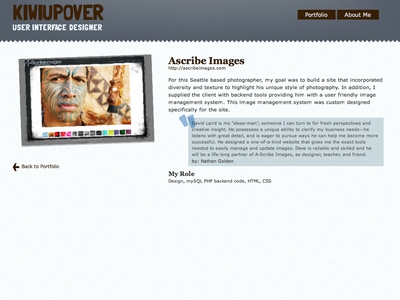 KIWIUPOVER
USER INTERFACE DESIGNER
Portfolio
About Me
Ascribe Images
http://ascribeimages.com
For this Seattle based photographer, my goal was to build a site that incorporated
diversity and texture to highlight his unique style of photography. In addition, I
supplied the client with backend tools providing him with a user friendly image
management system. This image management system was custom designed
specifically for the site.
David Laird is my "ideas-man"; someone I can turn to for fresh perspectives and
creative insight. He possesses a unique ability to clarify my business needs—he
listens with great detail, and is eager to pursue ways he can help me become more
successful. He designed a one-of-a-kind website that gives me the exact tools
needed to easily manage and update images. Dave is reliable and skilled and he
will be a life-long partner of A-Scribe Images, as designer, teacher, and friend.
by: Nathan Golden
Back to Portfolio
My Role
Design, mySQL PHP backend code, HTML, CSS